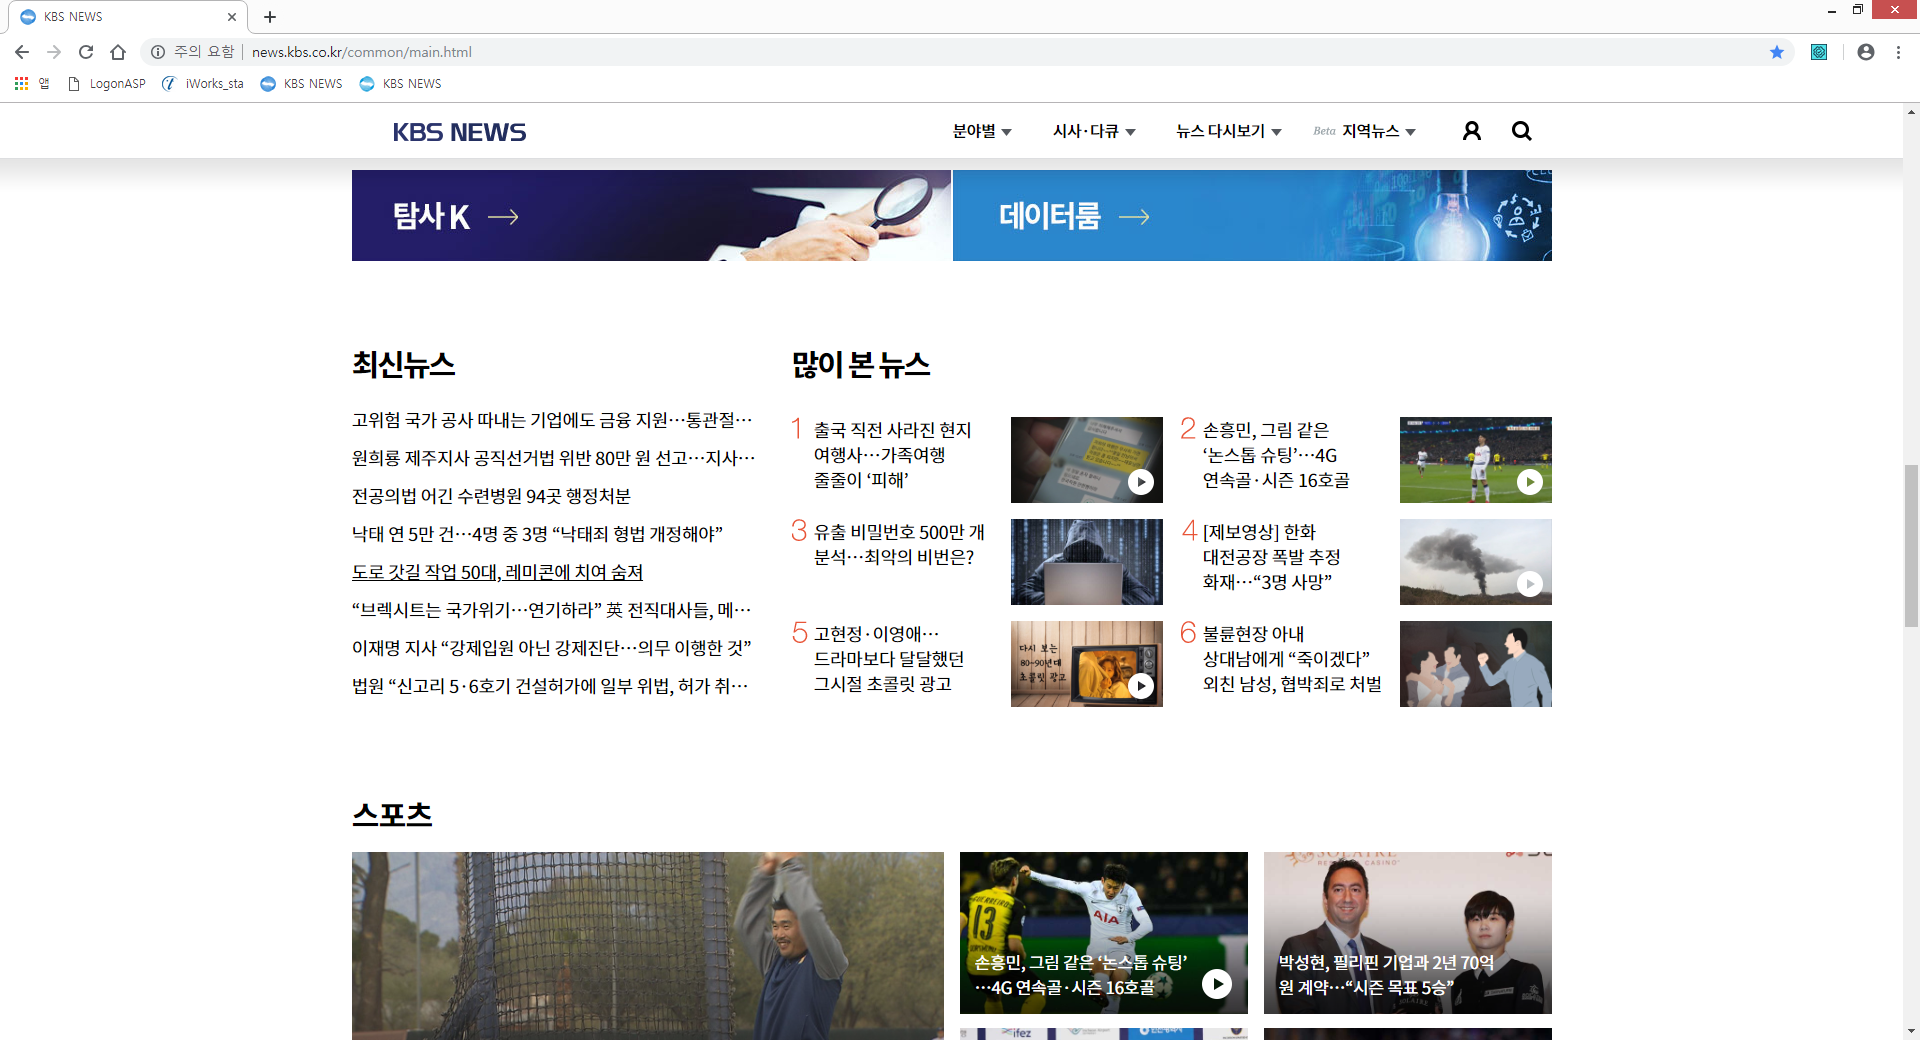 KBS NEWS
주의 요함
news.kbs.co.kr/common/main.html
앱
LogonASP
iWorks_sta
KBS NEWS
KBS NEWS
KBS NEWS
분야별
시사·다큐
뉴스 다시보기
Beta 지역뉴스
탐사 K
데이터룸
최신뉴스
고위험 국가 공사 따내는 기업에도 금융 지원…통관절…
원희룡 제주지사 공직선거법 위반 80만 원 선고…지사…
전공의법 어긴 수련병원 94곳 행정처분
낙태 연 5만 건…4명 중 3명 “낙태죄 형법 개정해야”
도로 갓길 작업 50대, 레미콘에 치여 숨져
“브렉시트는 국가위기…연기하라” 英 전직대사들, 메…
이재명 지사 “강제입원 아닌 강제진단…의무 이행한 것”
법원 “신고리 5·6호기 건설허가에 일부 위법, 허가 취…
많이 본 뉴스
1 출국 직전 사라진 현지
여행사…가족여행
줄줄이 ‘피해’
2 손흥민, 그림 같은
‘논스톱 슈팅’…4G
연속골·시즌 16호골
3 유출 비밀번호 500만 개
분석…최악의 비번은?
4 [제보영상] 한화
대전공장 폭발 추정
화재…“3명 사망”
5 고현정·이영애…
드라마보다 달달했던
그시절 초콜릿 광고
다시 보는
80~90년대
초콜릿 광고
6 불륜현장 아내
상대남에게 “죽이겠다”
외친 남성, 협박죄로 처벌
스포츠
GUERREIRO
13
AIA
손흥민, 그림 같은 ‘논스톱 슈팅’
…4G 연속골·시즌 16호골
SOLAIRE
CASINO
박성현, 필리핀 기업과 2년 70억
원 계약…“시즌 목표 5승”
ifez